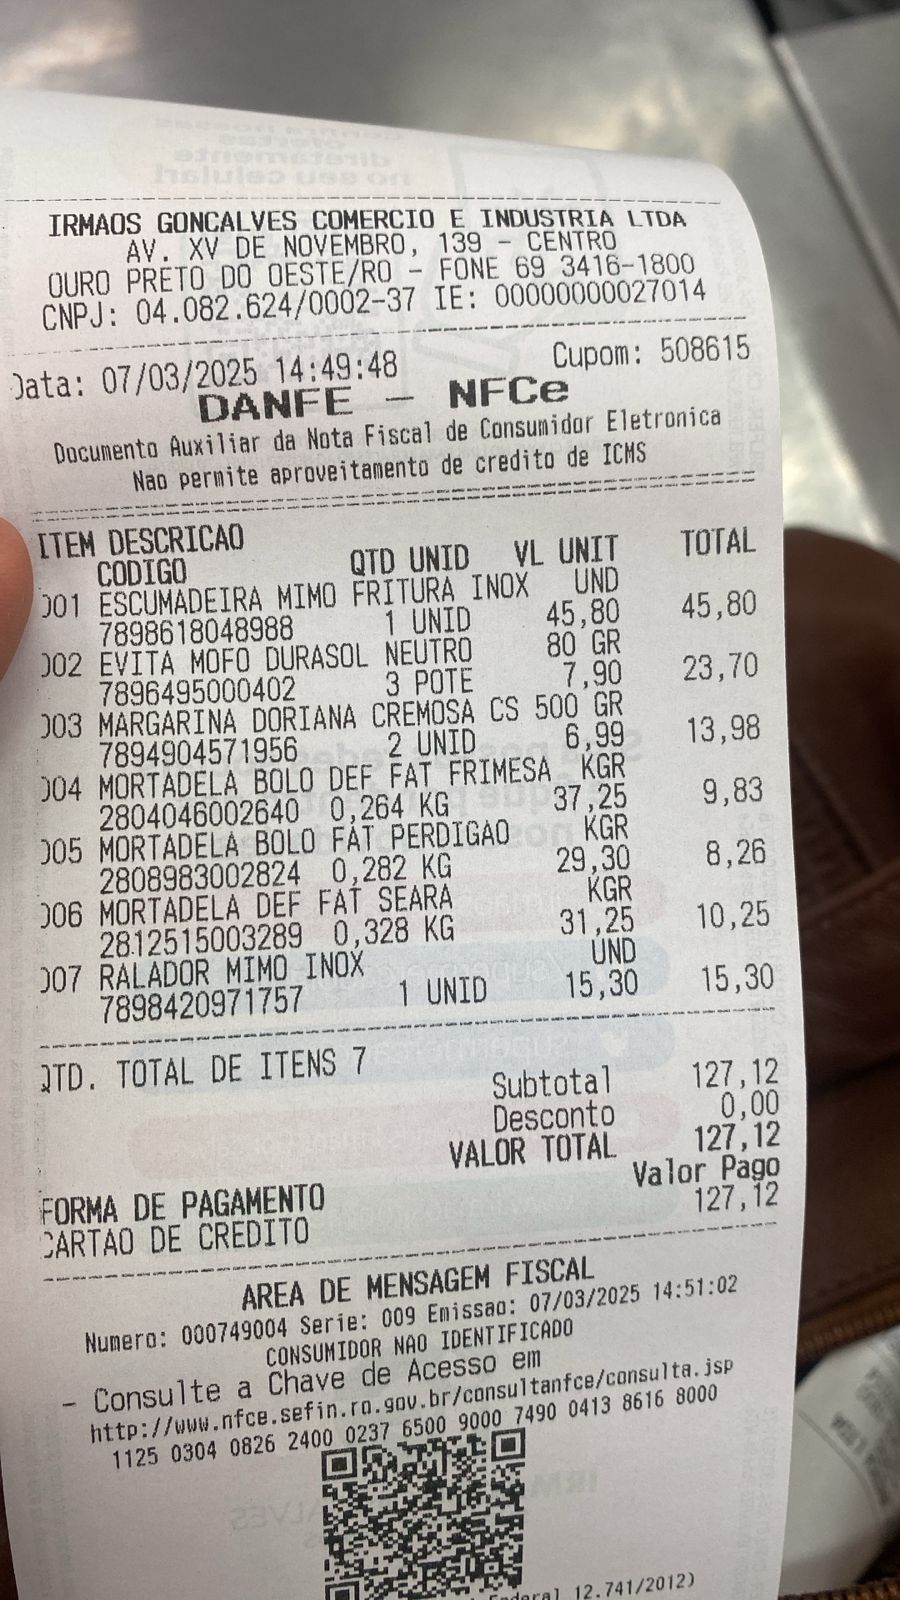 IRMAOS GONCALVES COMERCIO E INDUSTRIA LTDA
AV. XV DE NOVEMBRO, 139 - CENTRO
OURO PRETO DO OESTE/RO - FONE 69 3416-1800
CNPJ: 04.082.624/0002-37 IE: 00000000027014
Data: 07/03/2025 14:49:48 Cupom: 508615
DANFE - NFCe
Documento Auxiliar da Nota Fiscal de Consumidor Eletronica
Nao permite aproveitamento de credito de ICMS
ITEM DESCRICAO
CODIGO QTD UNID VL UNIT TOTAL
001 ESCUMADEIRA MIMO FRITURA INOX UND
7898618048988 1 UNID 45,80 45,80
002 EVITA MOFO DURASOL NEUTRO 80 GR
7896495000402 3 POTE 7,90 23,70
003 MARGARINA DORIANA CREMOSA CS 500 GR
7894904571956 2 UNID 6,99 13,98
004 MORTADELA BOLO DEF FAT FRIMESA KGR
2804046002640 0,264 KG 37,25 9,83
005 MORTADELA BOLO FAT PERDIGAO KGR
2808983002824 0,282 KG 29,30 8,26
006 MORTADELA DEF FAT SEARA KGR
2812515003289 0,328 KG 31,25 10,25
007 RALADOR MIMO INOX UND
7898420971757 1 UNID 15,30 15,30
QTD. TOTAL DE ITENS 7
Subtotal 127,12
Desconto 0,00
VALOR TOTAL 127,12
FORMA DE PAGAMENTO Valor Pago
CARTAO DE CREDITO 127,12
AREA DE MENSAGEM FISCAL
Numero: 000749004 Serie: 009 Emissao: 07/03/2025 14:51:02
CONSUMIDOR NAO IDENTIFICADO
- Consulte a Chave de Acesso em
http://www.nfce.sefin.ro.gov.br/consultanfce/consulta.jsp
1125 0304 0826 2400 0237 6500 9000 7490 0413 8616 8000
12.741/2012)